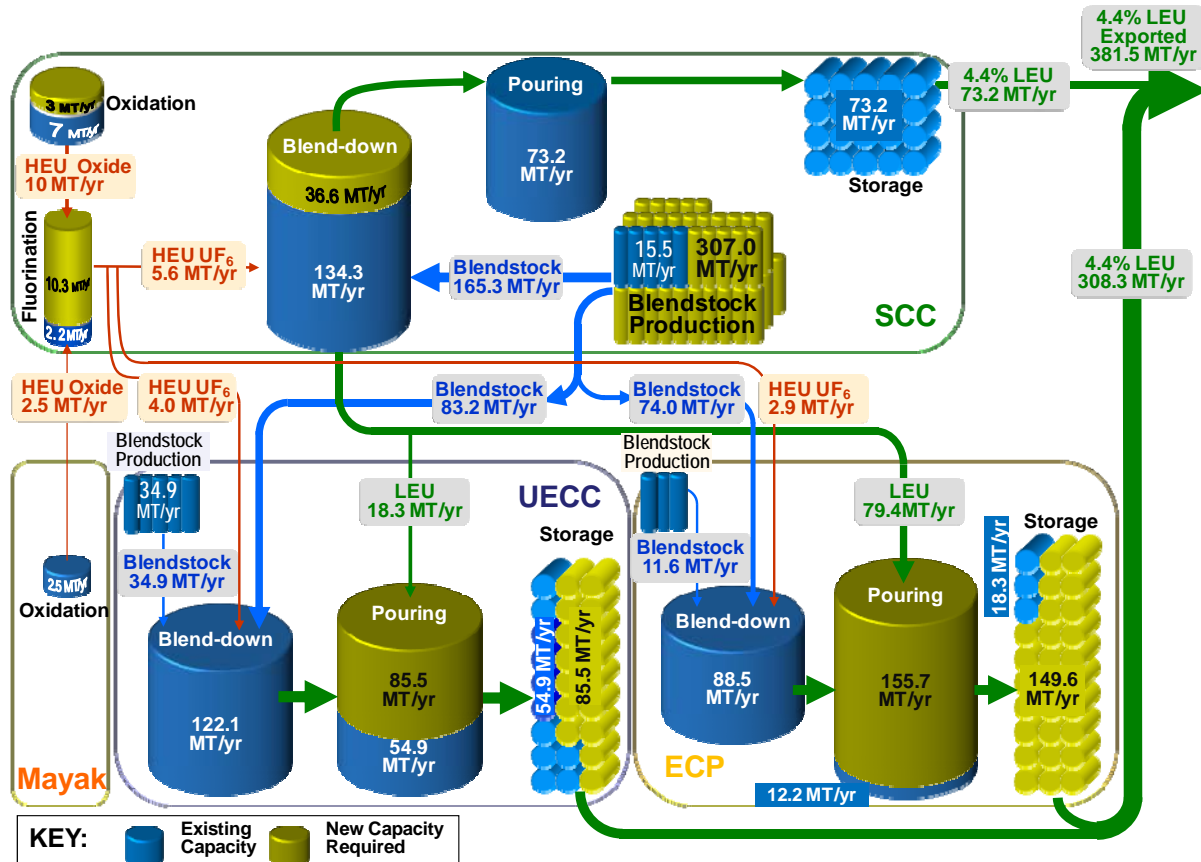 4.4% LEU
Exported
381.5 MT/yr
3 MT/yr
Oxidation
7 MT/yr
HEU Oxide
10 MT/yr
Fluorination
10.3 MT/yr
2.2 MT/yr
HEU UF6
5.6 MT/yr
Blend-down
36.6 MT/yr
134.3
MT/yr
Pouring
73.2
MT/yr
73.2
MT/yr
Storage
4.4% LEU
73.2 MT/yr
Blendstock
165.3 MT/yr
15.5
MT/yr
307.0
MT/yr
Blendstock
Production
SCC
4.4% LEU
308.3 MT/yr
HEU Oxide
2.5 MT/yr
HEU UF6
4.0 MT/yr
Blendstock
83.2 MT/yr
Blendstock
74.0 MT/yr
HEU UF6
2.9 MT/yr
Blendstock
Production
34.9
MT/yr
Blendstock
34.9 MT/yr
LEU
18.3 MT/yr
UECC
Storage
Blend-down
122.1
MT/yr
Pouring
85.5
MT/yr
54.9
MT/yr
54.9 MT/yr
85.5 MT/yr
Blendstock
Production
Blendstock
11.6 MT/yr
LEU
79.4MT/yr
Storage
18.3 MT/yr
Blend-down
88.5
MT/yr
Pouring
155.7
MT/yr
149.6
MT/yr
12.2 MT/yr
ECP
2.5 MT/yr
Oxidation
Mayak
KEY:
Existing
Capacity
New Capacity
Required